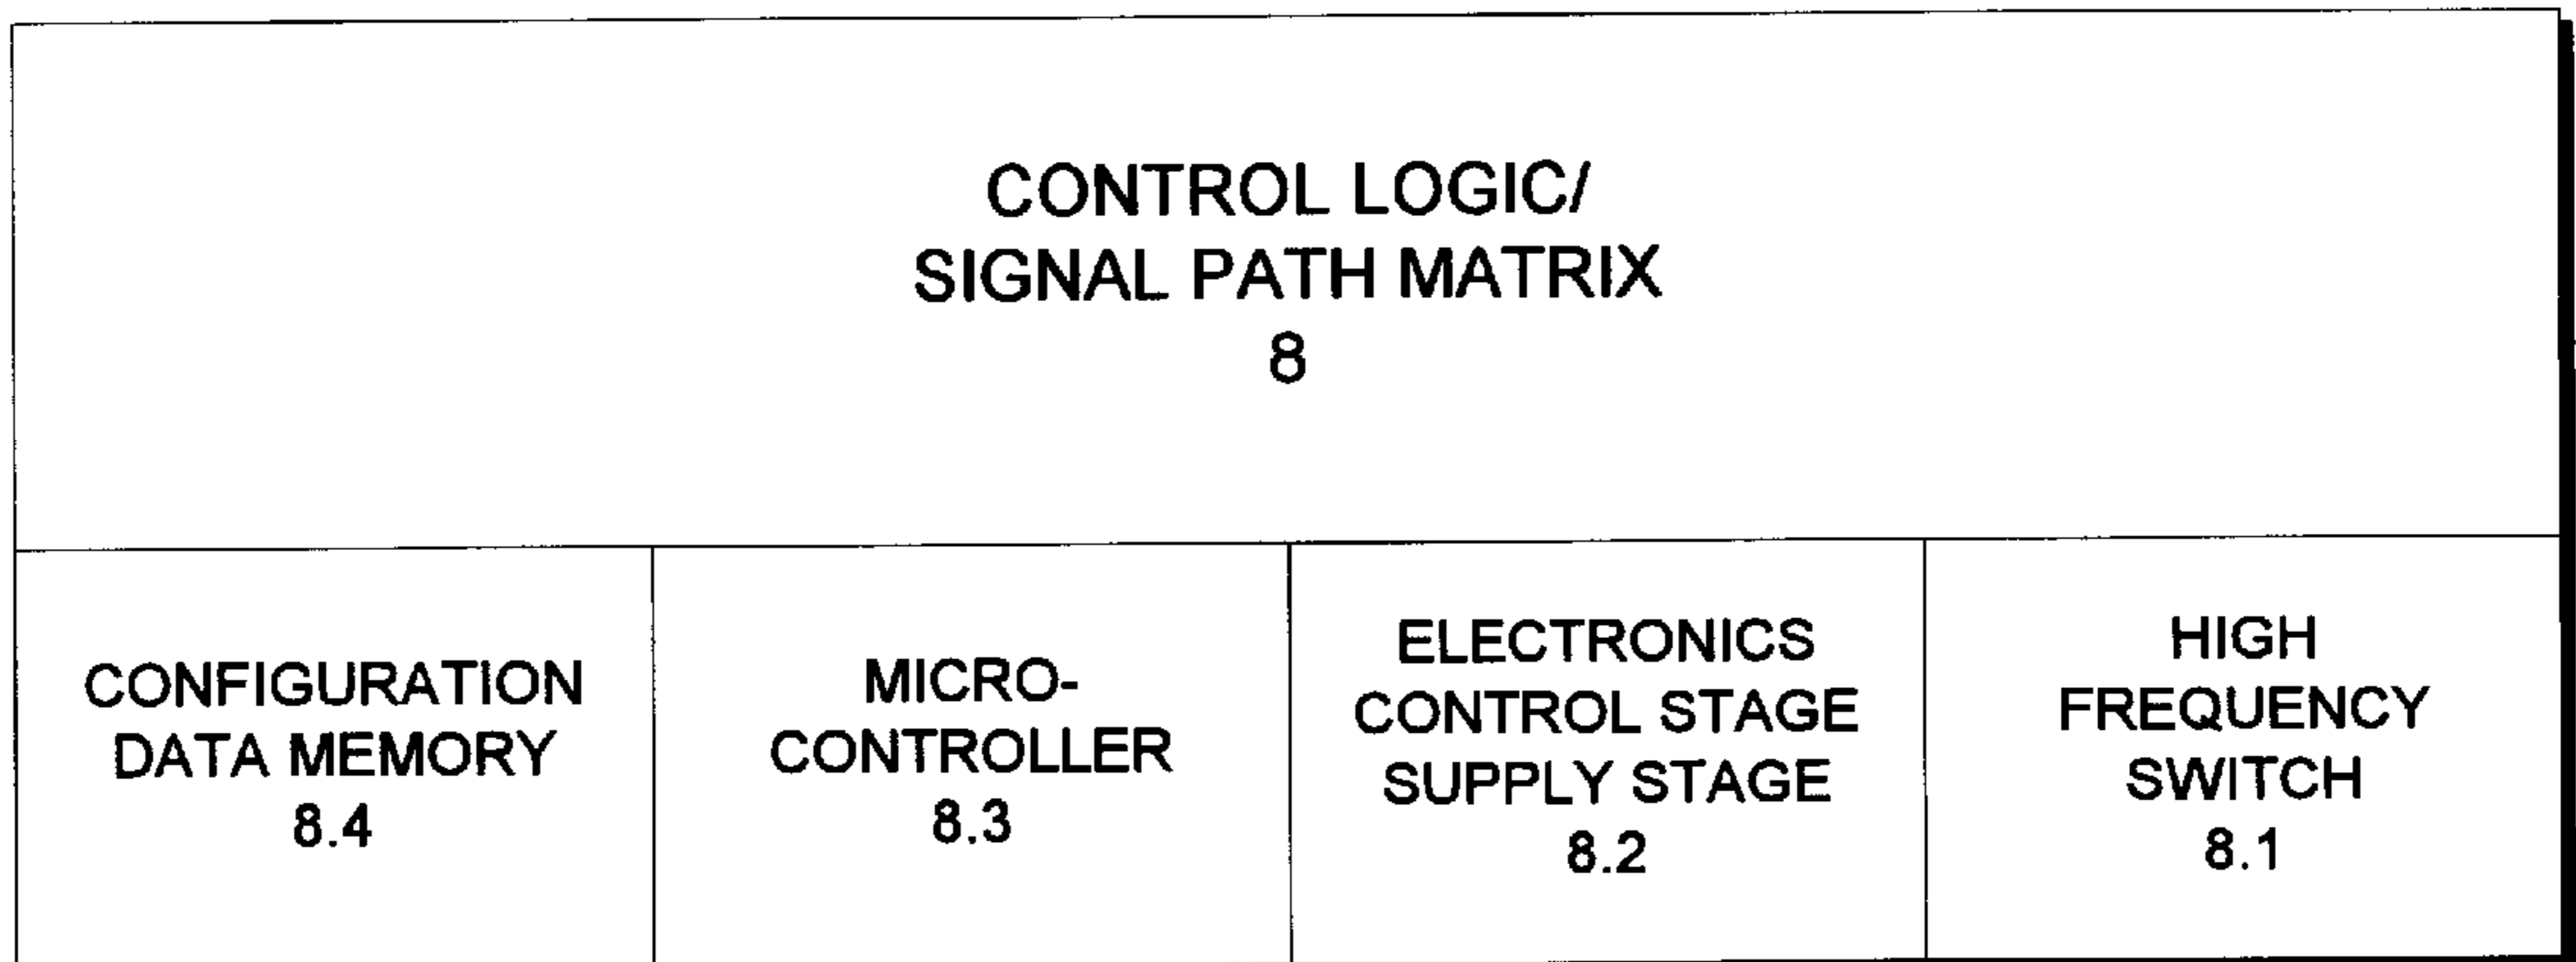 CONTROL LOGIC/
SIGNAL PATH MATRIX
8
CONFIGURATION
DATA MEMORY
8.4
MICRO-
CONTROLLER
8.3
ELECTRONICS
CONTROL STAGE
SUPPLY STAGE
8.2
HIGH
FREQUENCY
SWITCH
8.1